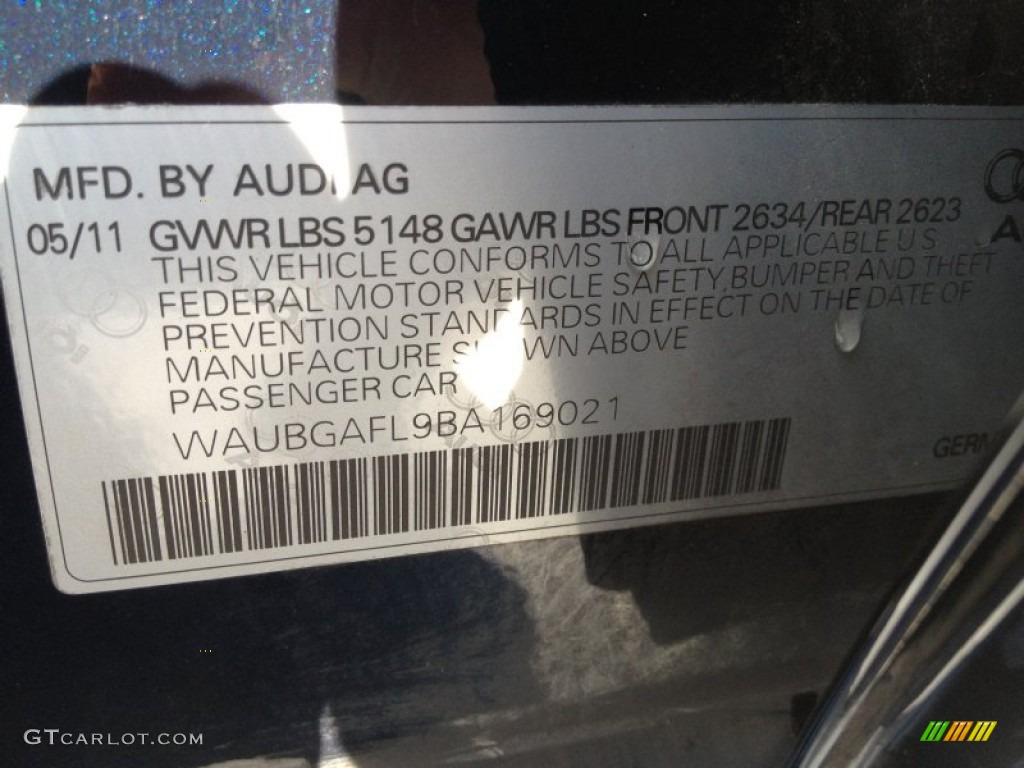 MFD. BY AUDI AG
05/11 GVWR LBS 5148 GAWR LBS FRONT 2634/REAR 2623
THIS VEHICLE CONFORMS TO ALL APPLICABLE U S
FEDERAL MOTOR VEHICLE SAFETY, BUMPER AND THEFT
PREVENTION STANDARDS IN EFFECT ON THE DATE OF
MANUFACTURE SHOWN ABOVE
PASSENGER CAR
WAUBGAFL9BA169021
GTCARLOT.COM